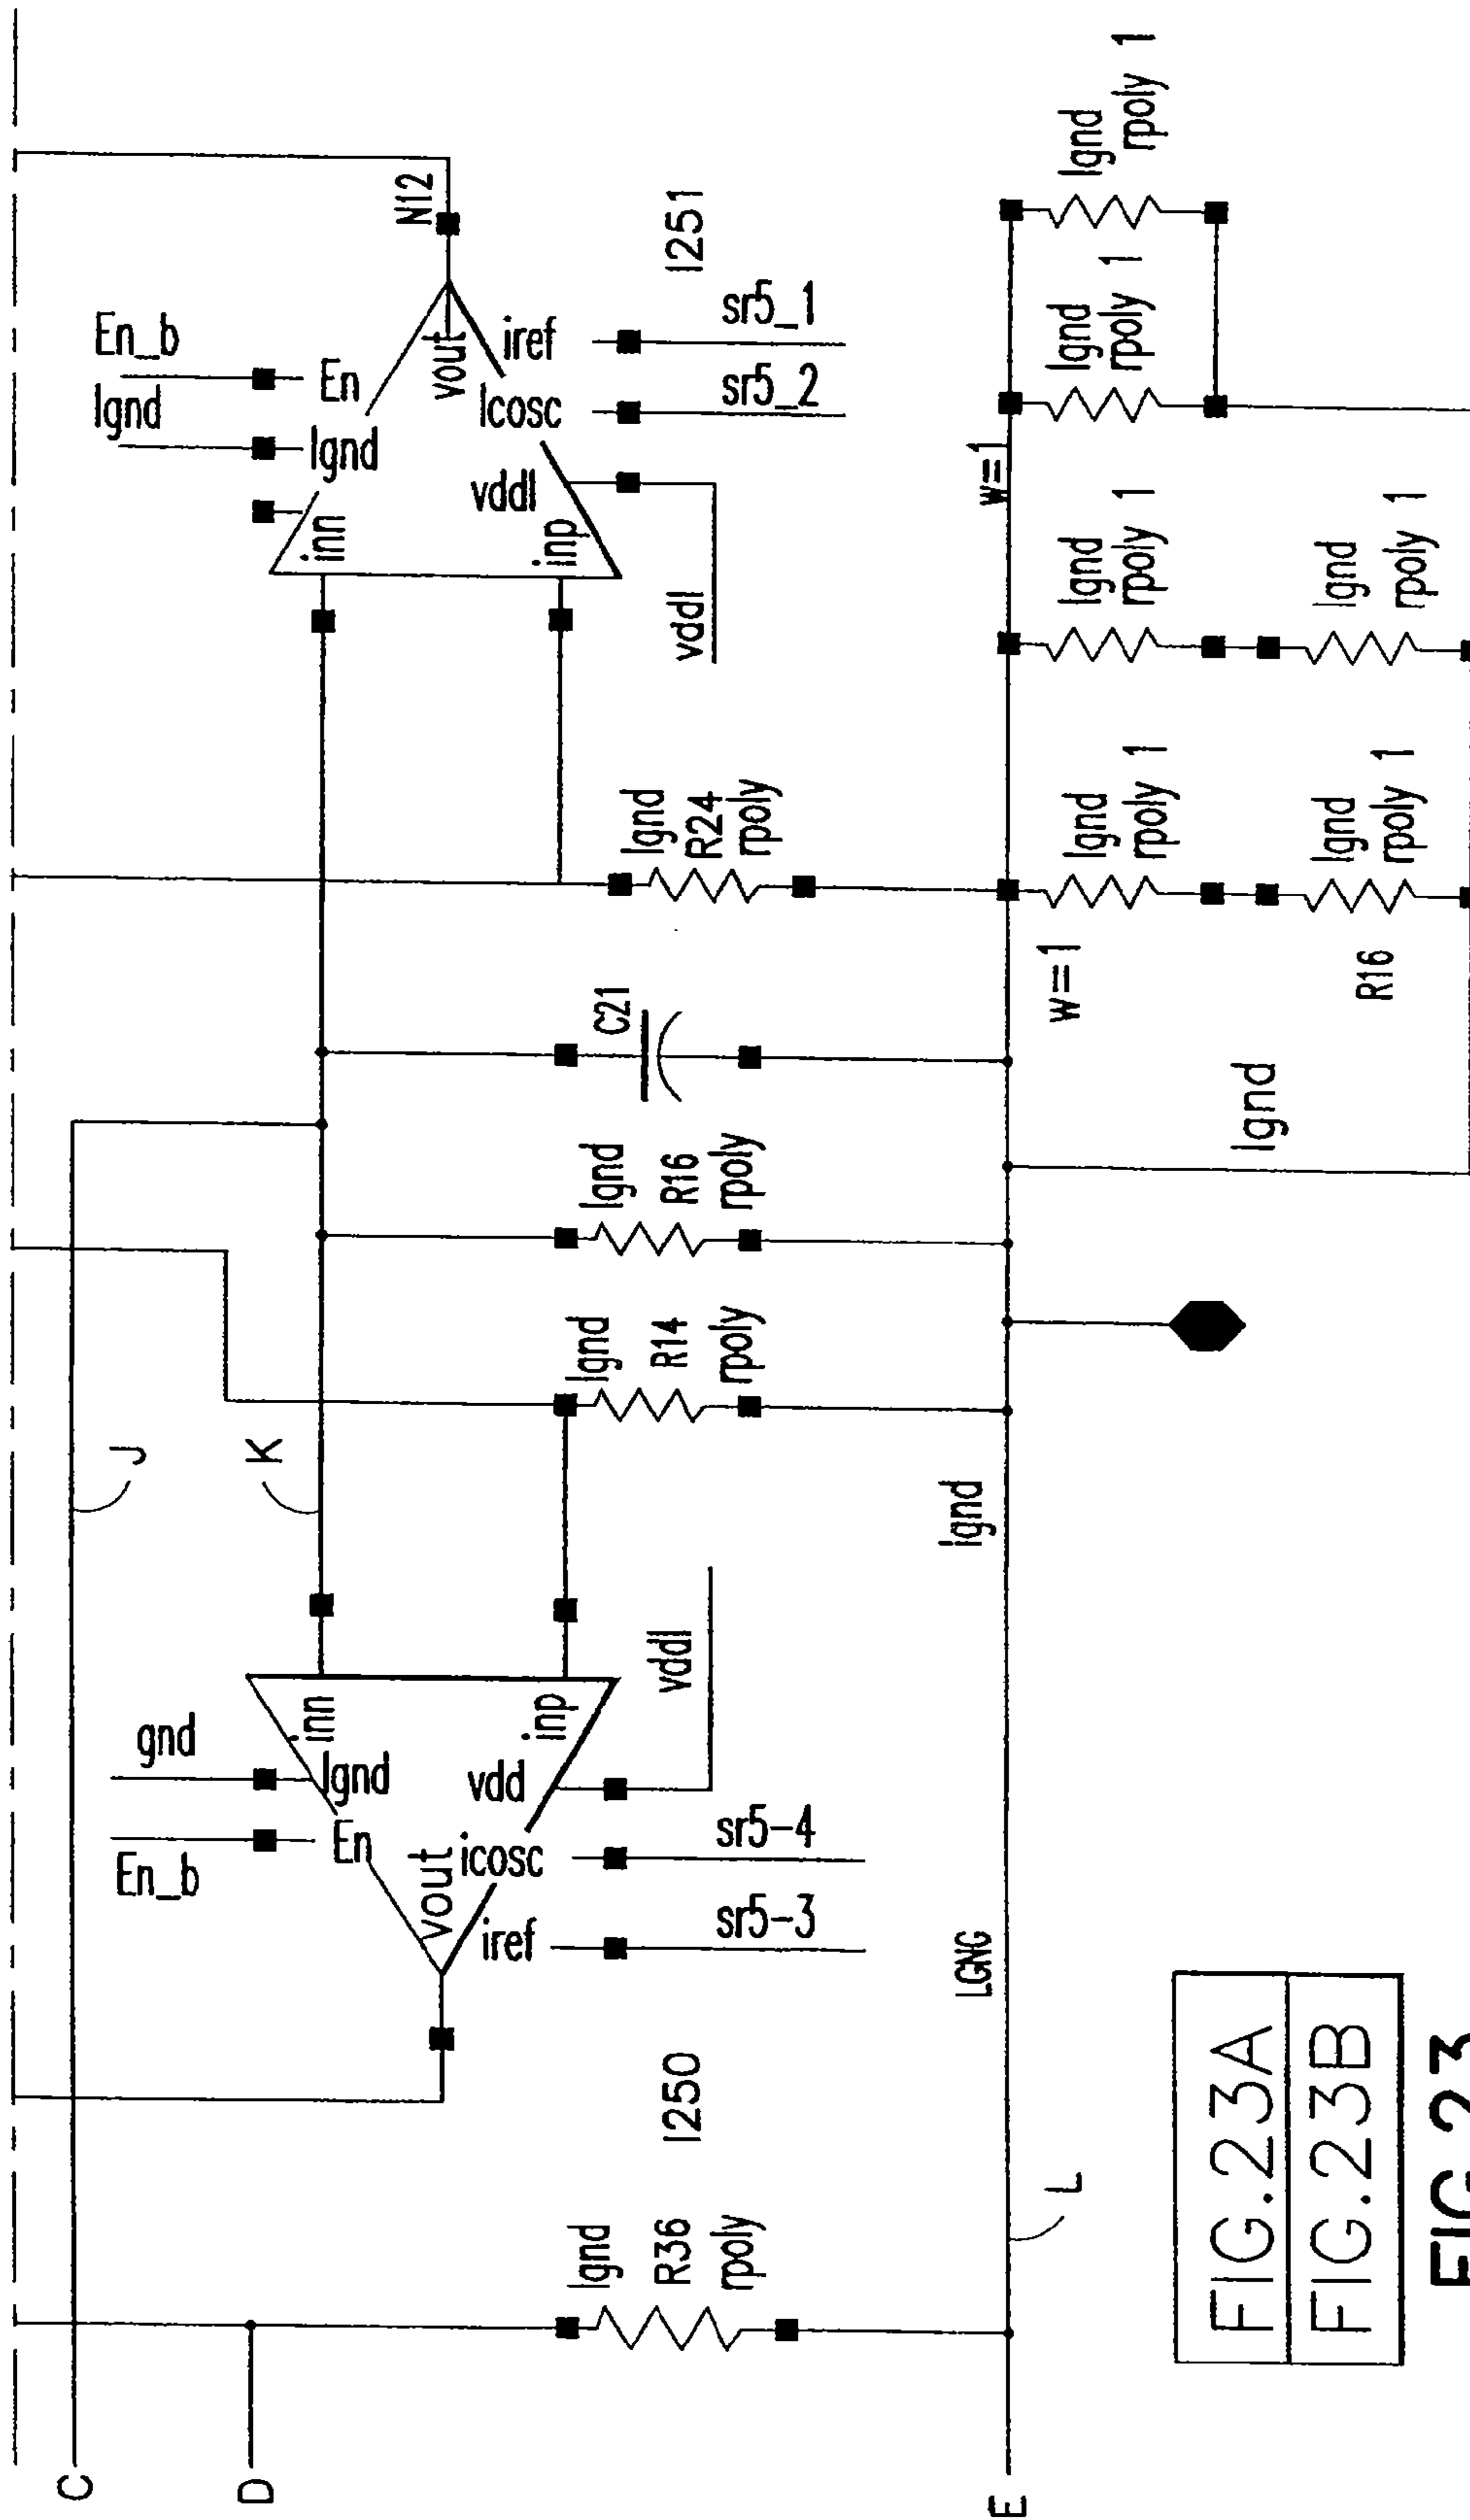 C
J
En_b
gnd
lgnd
En_b
D
K
En
lgnd
inn
inn
lgnd
En
vout
vout
N12
icosc
vdd
lcosc
vddl
iref
inp
inp
iref
lgnd
R36
rpoly
I250
sr5-3
sr5-4
vddl
lgnd
R14
rpoly
lgnd
R16
rpoly
C21
lgnd
R24
rpoly
vddl
sr5_2
sr5_1
I251
LGNG
lgnd
w=1
E
L
w=1
lgnd
rpoly 1
lgnd
rpoly 1
lgnd
rpoly 1
lgnd
rpoly 1
lgnd
R16
lgnd
rpoly 1
lgnd
rpoly 1
FIG.23A
FIG.23B
FIG.23